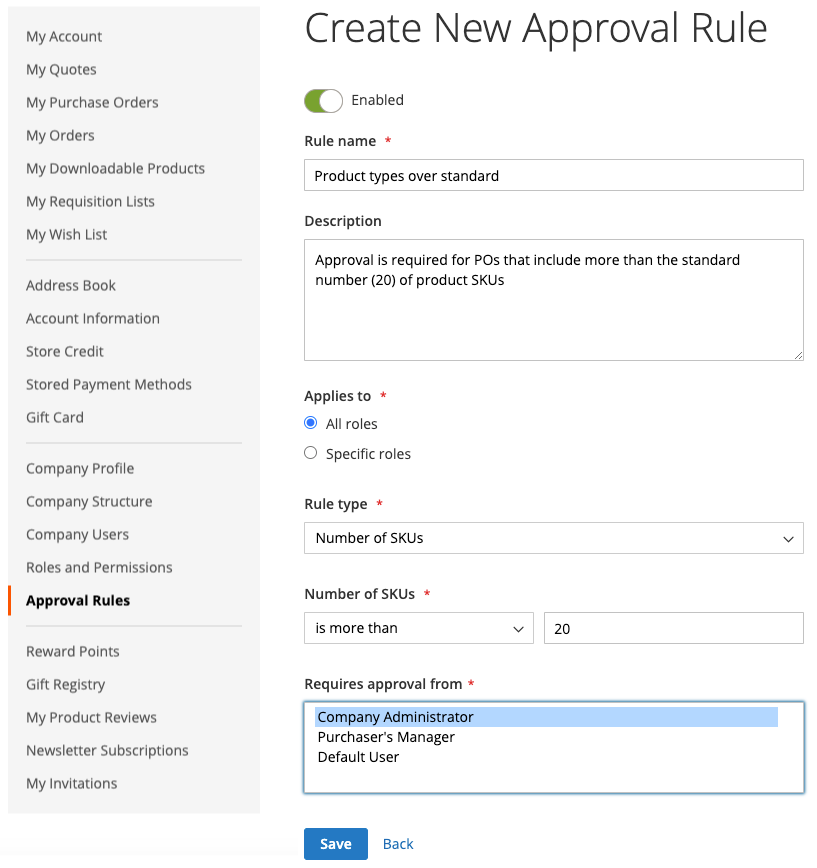 My Account
My Quotes
My Purchase Orders
My Orders
My Downloadable Products
My Requisition Lists
My Wish List
Address Book
Account Information
Store Credit
Stored Payment Methods
Gift Card
Company Profile
Company Structure
Company Users
Roles and Permissions
Approval Rules
Reward Points
Gift Registry
My Product Reviews
Newsletter Subscriptions
My Invitations
Create New Approval Rule
Enabled
Rule name *
Product types over standard
Description
Approval is required for POs that include more than the standard
number (20) of product SKUs
Applies to *
All roles
Specific roles
Rule type *
Number of SKUs
Number of SKUs *
is more than 20
Requires approval from *
Company Administrator
Purchaser's Manager
Default User
Save Back